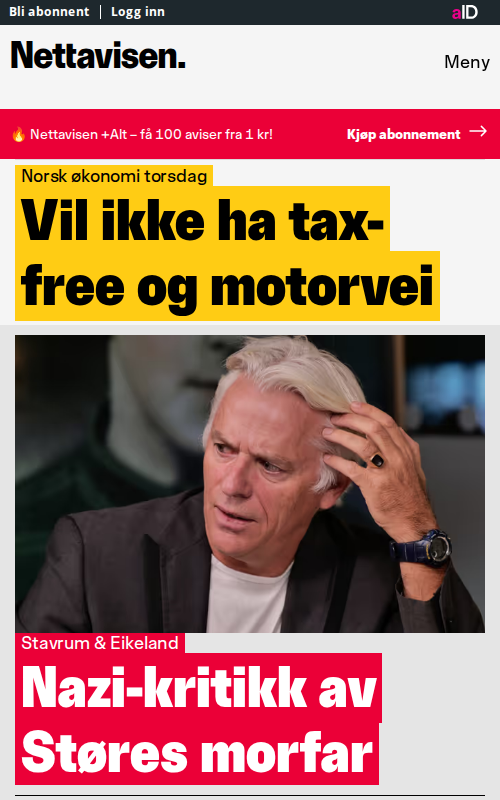 Bli abonnent | Logg inn
aID
Nettavisen.
Meny
🔥 Nettavisen +Alt – få 100 aviser fra 1 kr!
Kjøp abonnement →
Norsk økonomi torsdag
Vil ikke ha tax-
free og motorvei
Stavrum & Eikeland
Nazi-kritikk av
Støres morfar